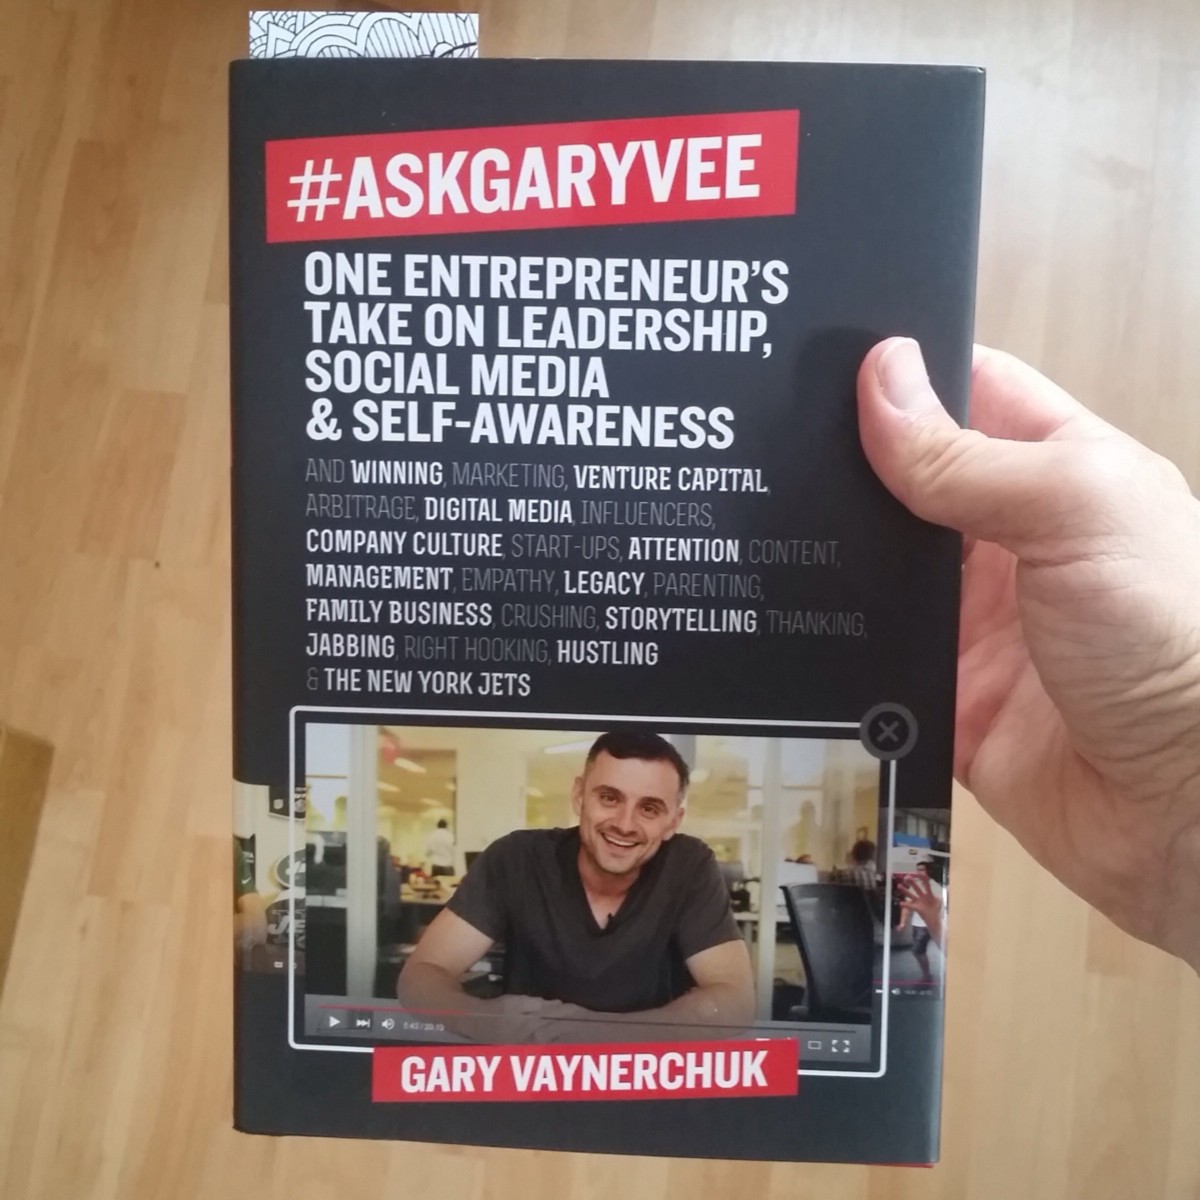 #ASKGARYVEE
ONE ENTREPRENEUR'S
TAKE ON LEADERSHIP,
SOCIAL MEDIA
& SELF-AWARENESS
AND WINNING, MARKETING, VENTURE CAPITAL,
ARBITRAGE, DIGITAL MEDIA, INFLUENCERS,
COMPANY CULTURE, START-UPS, ATTENTION, CONTENT,
MANAGEMENT, EMPATHY, LEGACY, PARENTING,
FAMILY BUSINESS, CRUSHING, STORYTELLING, THANKING,
JABBING, RIGHT HOOKING, HUSTLING
& THE NEW YORK JETS
GARY VAYNERCHUK